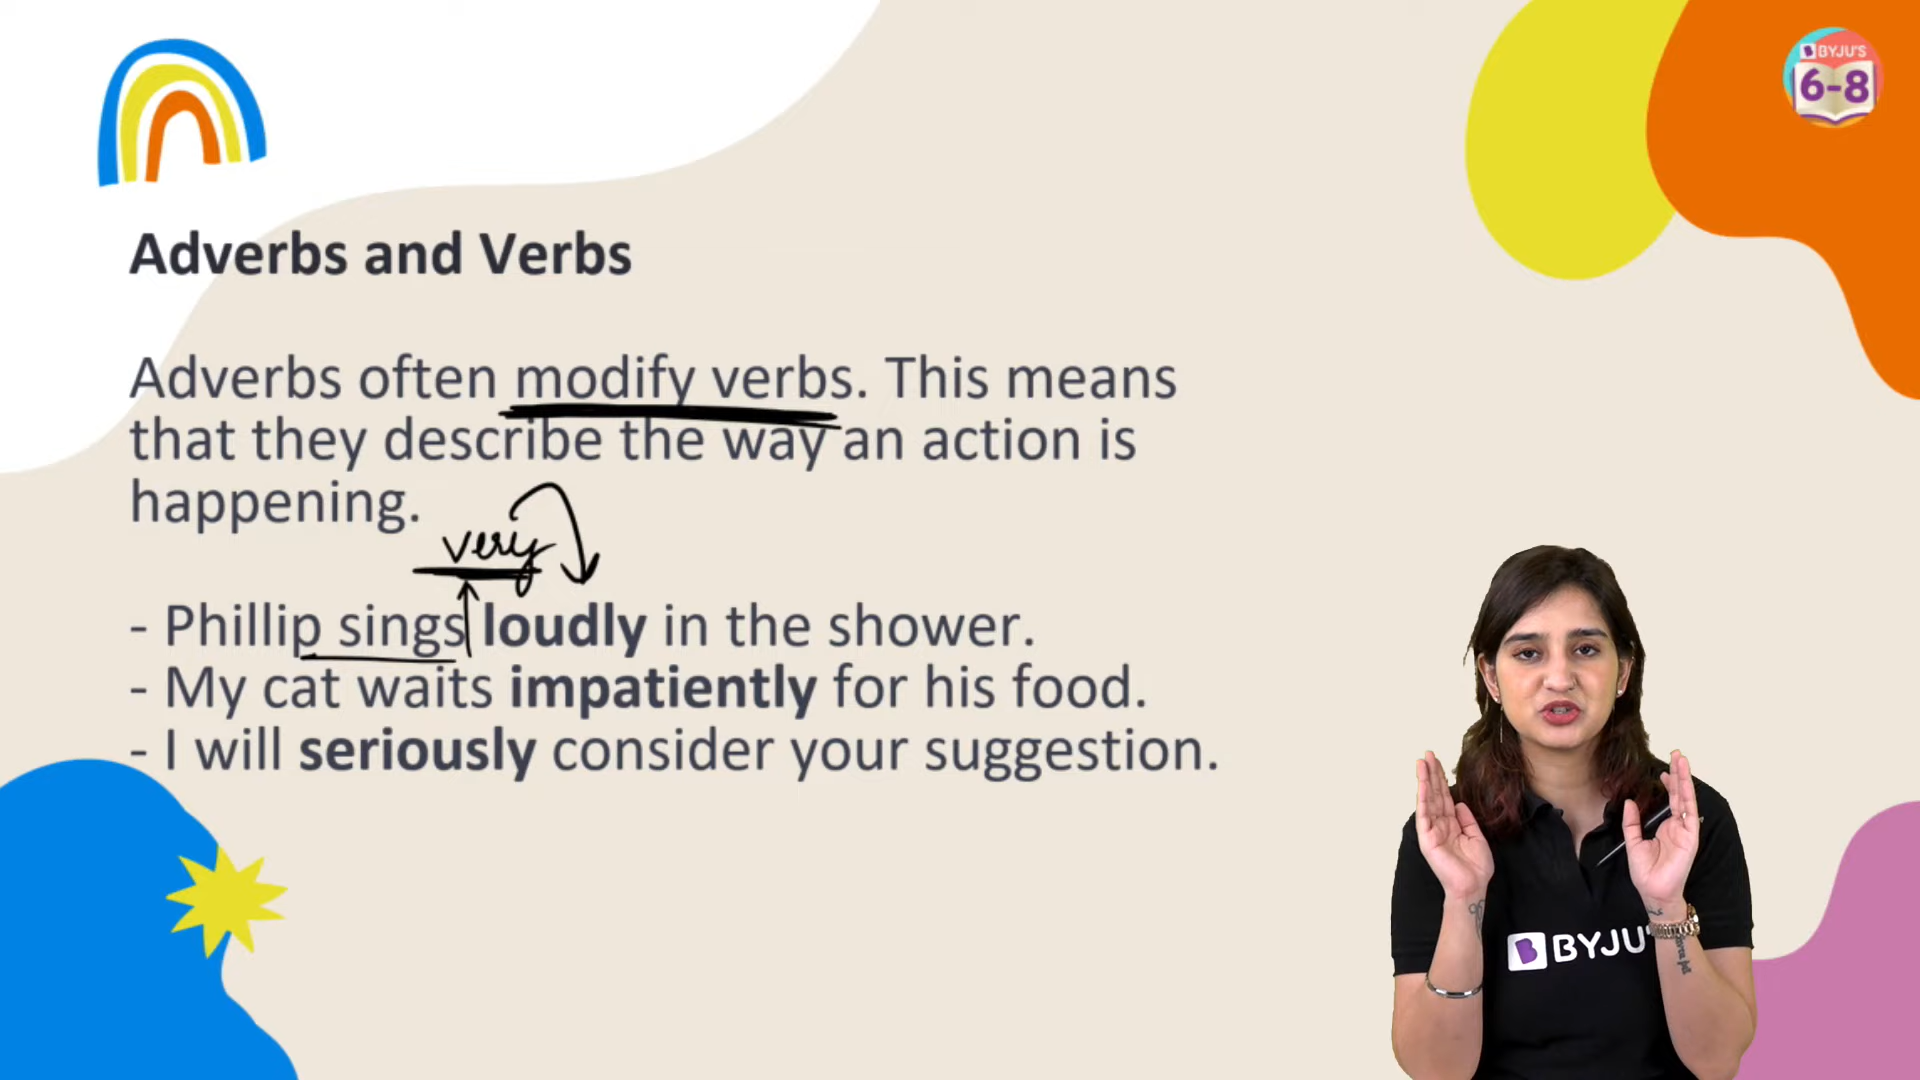 BYJU'S
6-8
Adverbs and Verbs
Adverbs often modify verbs. This means
that they describe the way an action is
happening.
very
- Phillip sings loudly in the shower.
- My cat waits impatiently for his food.
- I will seriously consider your suggestion.
BYJU'